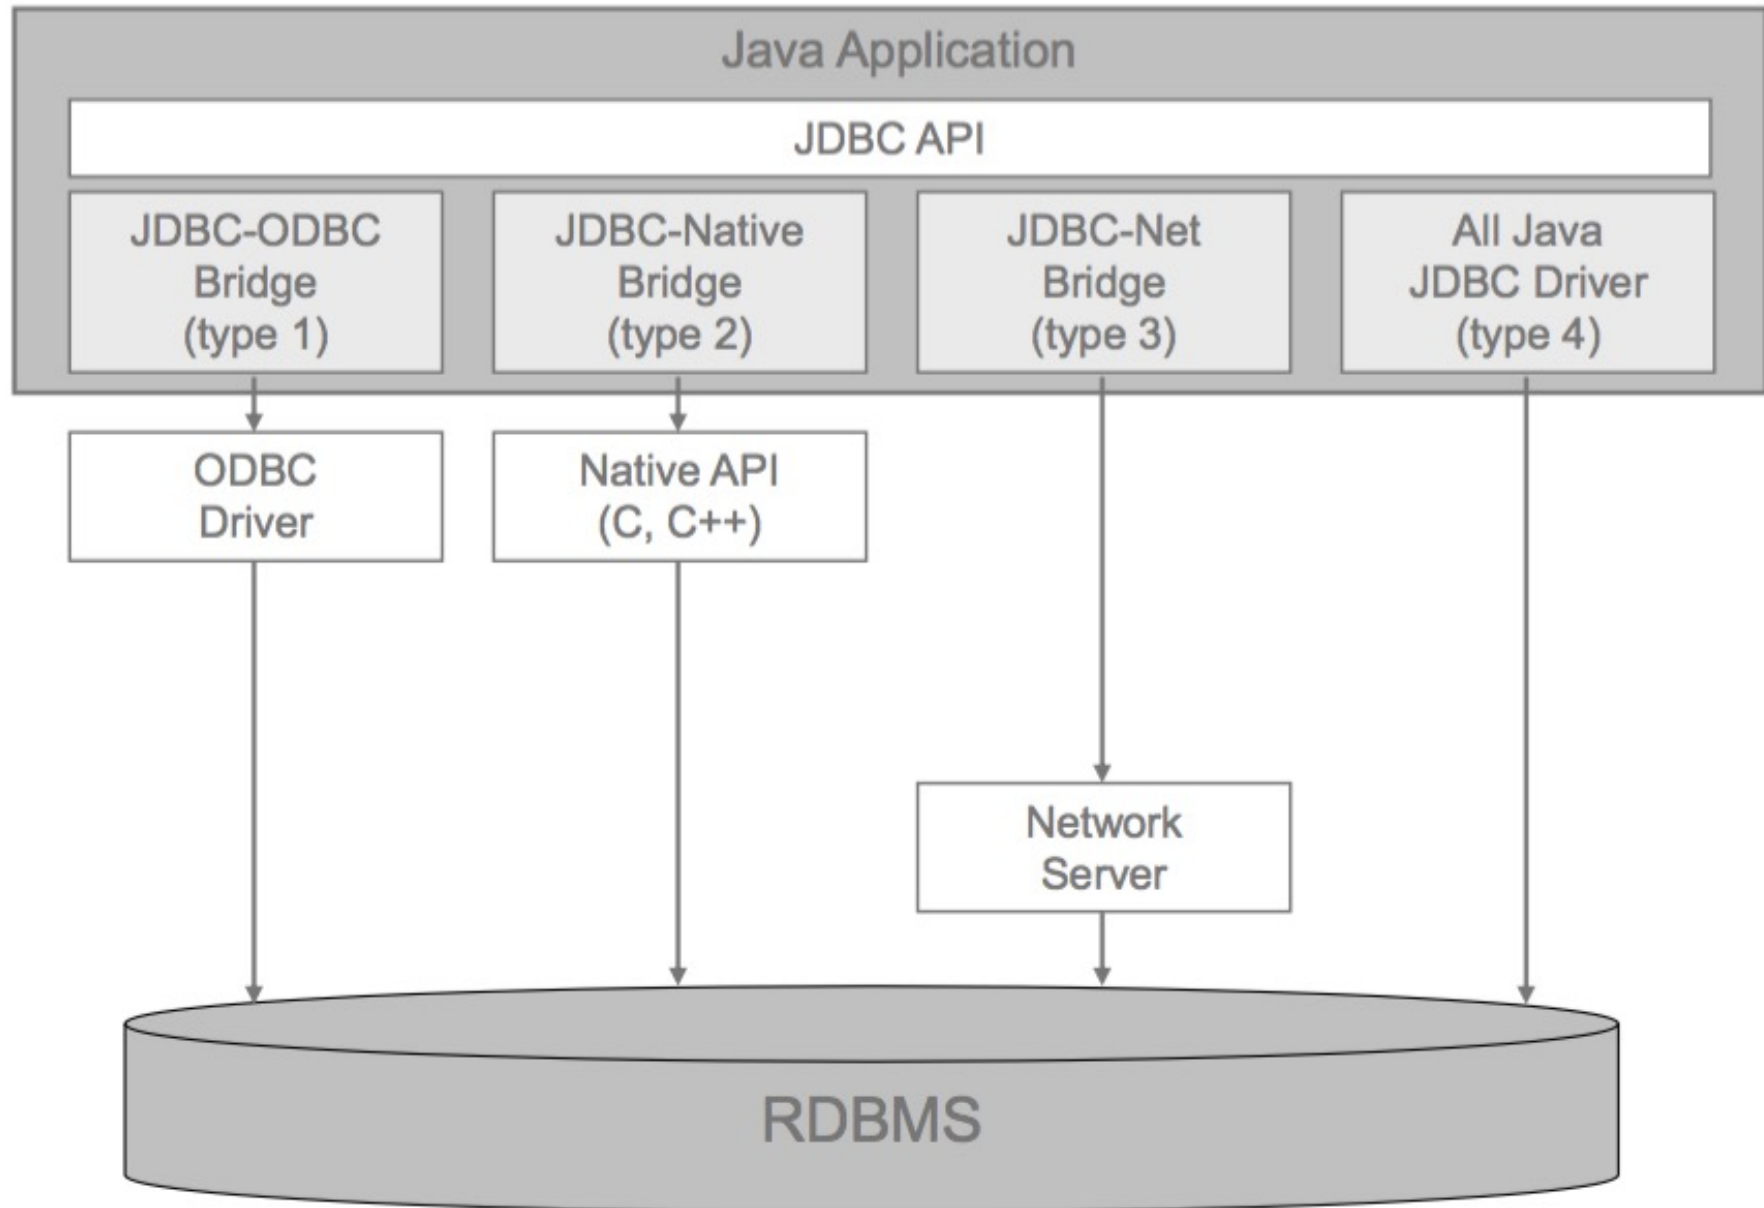 Java Application
JDBC API
JDBC-ODBC
Bridge
(type 1)
JDBC-Native
Bridge
(type 2)
JDBC-Net
Bridge
(type 3)
All Java
JDBC Driver
(type 4)
ODBC
Driver
Native API
(C, C++)
Network
Server
RDBMS